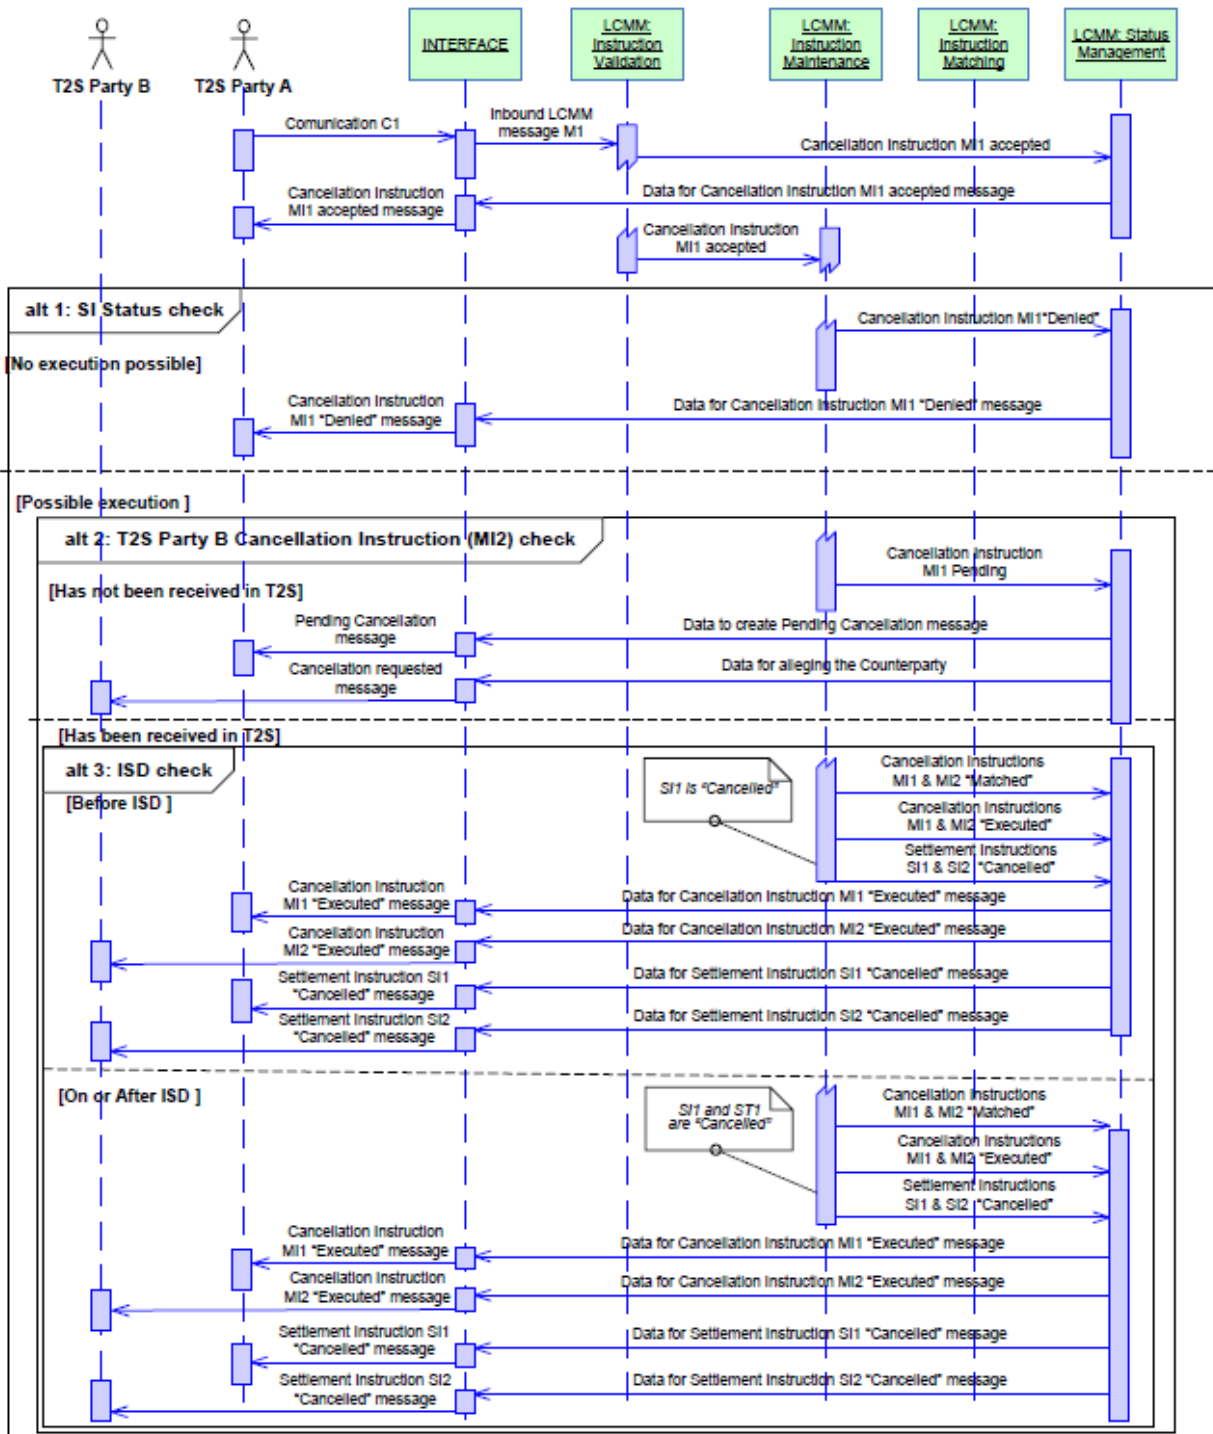 T2S Party B
T2S Party A
INTERFACE
LCMM:
Instruction
Validation
LCMM:
Instruction
Maintenance
LCMM:
Instruction
Matching
LCMM: Status
Management
Comunication C1
Inbound LCMM
message M1
Cancellation Instruction MI1 accepted
Data for Cancellation Instruction MI1 accepted message
Cancellation Instruction
MI1 accepted message
Cancellation Instruction
MI1 accepted
alt 1: SI Status check
Cancellation Instruction MI1“Denied”
[No execution possible]
Data for Cancellation Instruction MI1 “Denied” message
Cancellation Instruction
MI1 “Denied” message
[Possible execution ]
alt 2: T2S Party B Cancellation Instruction (MI2) check
Cancellation Instruction
MI1 Pending
[Has not been received in T2S]
Data to create Pending Cancellation message
Pending Cancellation
message
Data for alleging the Counterparty
Cancellation requested
message
[Has been received in T2S]
alt 3: ISD check
[Before ISD ]
SI1 is “Cancelled”
Cancellation Instructions
MI1 & MI2 “Matched”
Cancellation Instructions
MI1 & MI2 “Executed”
Settlement Instructions
SI1 & SI2 “Cancelled”
Data for Cancellation Instruction MI1 “Executed” message
Cancellation Instruction
MI1 “Executed” message
Data for Cancellation Instruction MI2 “Executed” message
Cancellation Instruction
MI2 “Executed” message
Data for Settlement Instruction SI1 “Cancelled” message
Settlement Instruction SI1
“Cancelled” message
Data for Settlement Instruction SI2 “Cancelled” message
Settlement Instruction SI2
“Cancelled” message
[On or After ISD ]
SI1 and ST1
are “Cancelled”
Cancellation Instructions
MI1 & MI2 “Matched”
Cancellation Instructions
MI1 & MI2 “Executed”
Settlement Instructions
SI1 & SI2 “Cancelled”
Data for Cancellation Instruction MI1 “Executed” message
Cancellation Instruction
MI1 “Executed” message
Data for Cancellation Instruction MI2 “Executed” message
Cancellation Instruction
MI2 “Executed” message
Data for Settlement Instruction SI1 “Cancelled” message
Settlement Instruction SI1
“Cancelled” message
Data for Settlement Instruction SI2 “Cancelled” message
Settlement Instruction SI2
“Cancelled” message